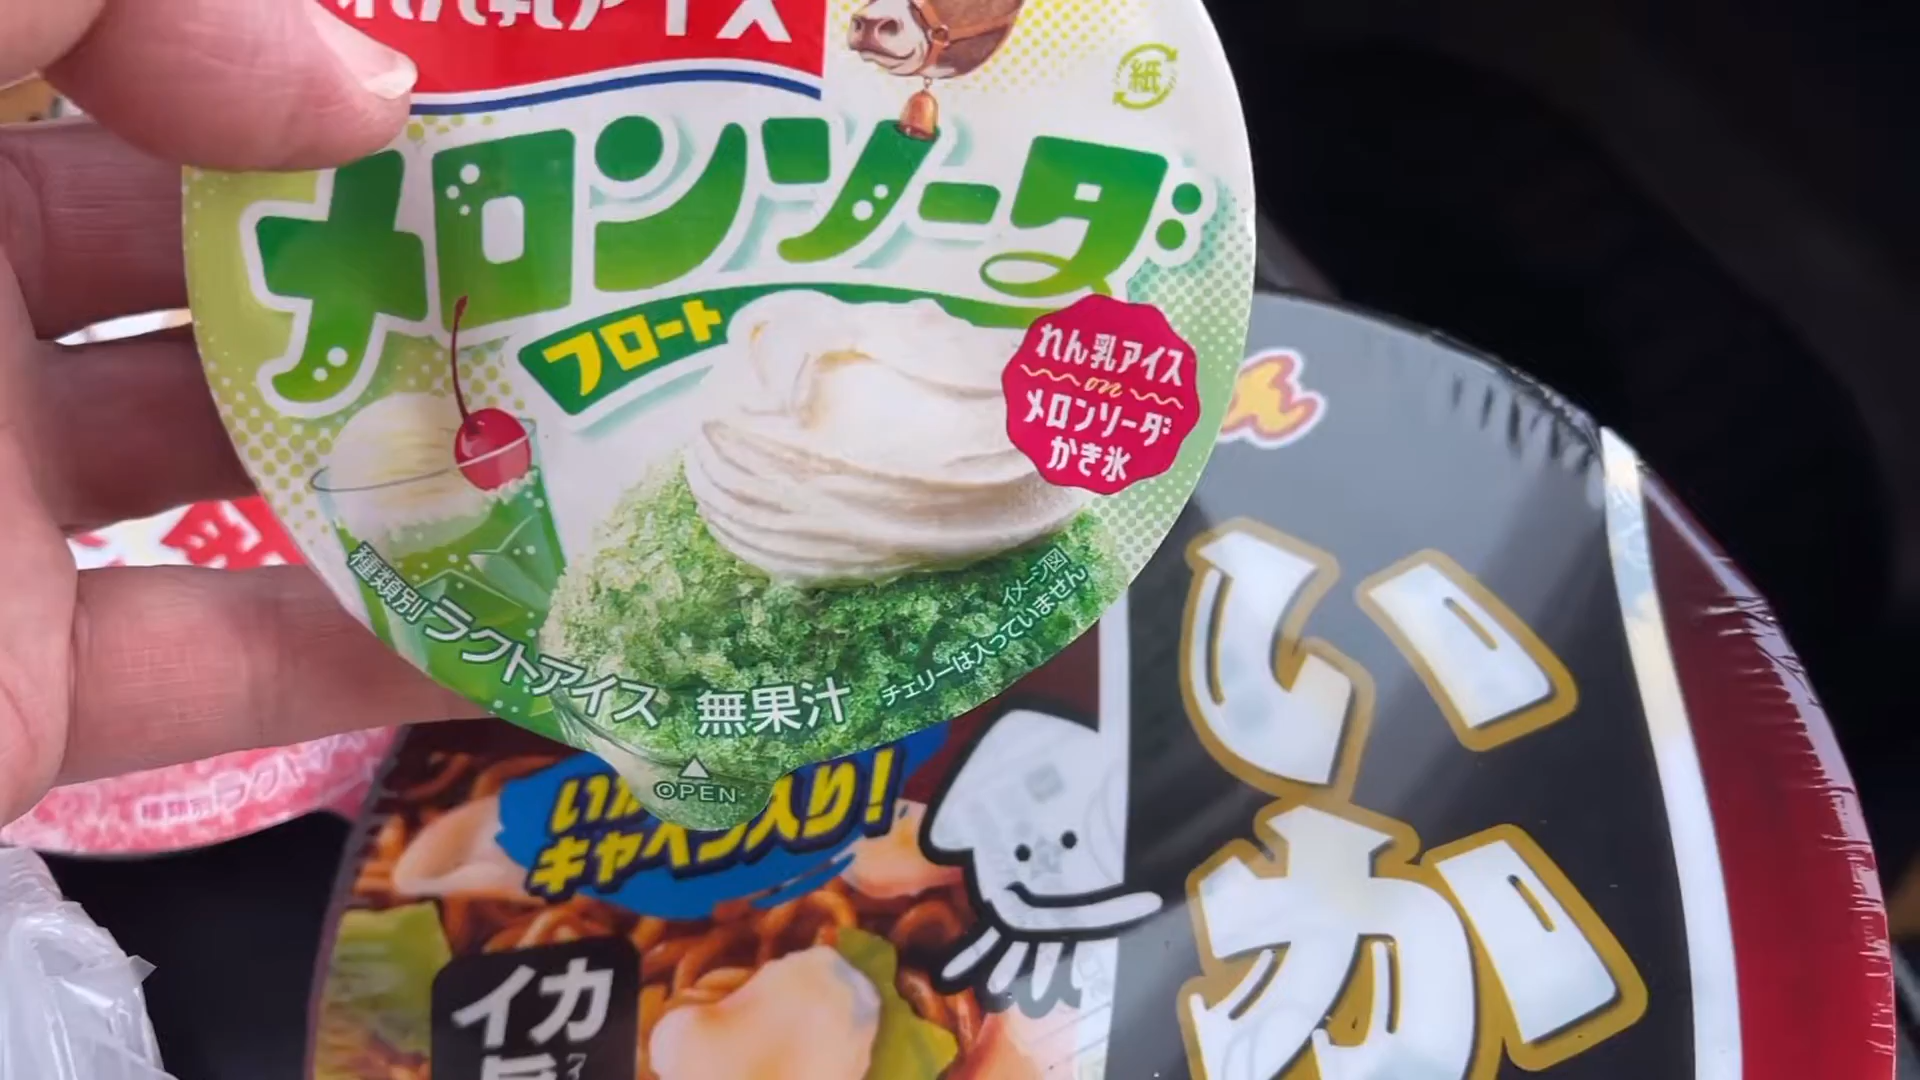 れん乳アイス
紙
メロンソーダ
フロート
れん乳アイス
on
メロンソーダ
かき氷
イメージ図
チェリーは入っていません
種類別ラクトアイス
無果汁
OPEN
キャベツ入り!
いか
イカ
種類別ラクト